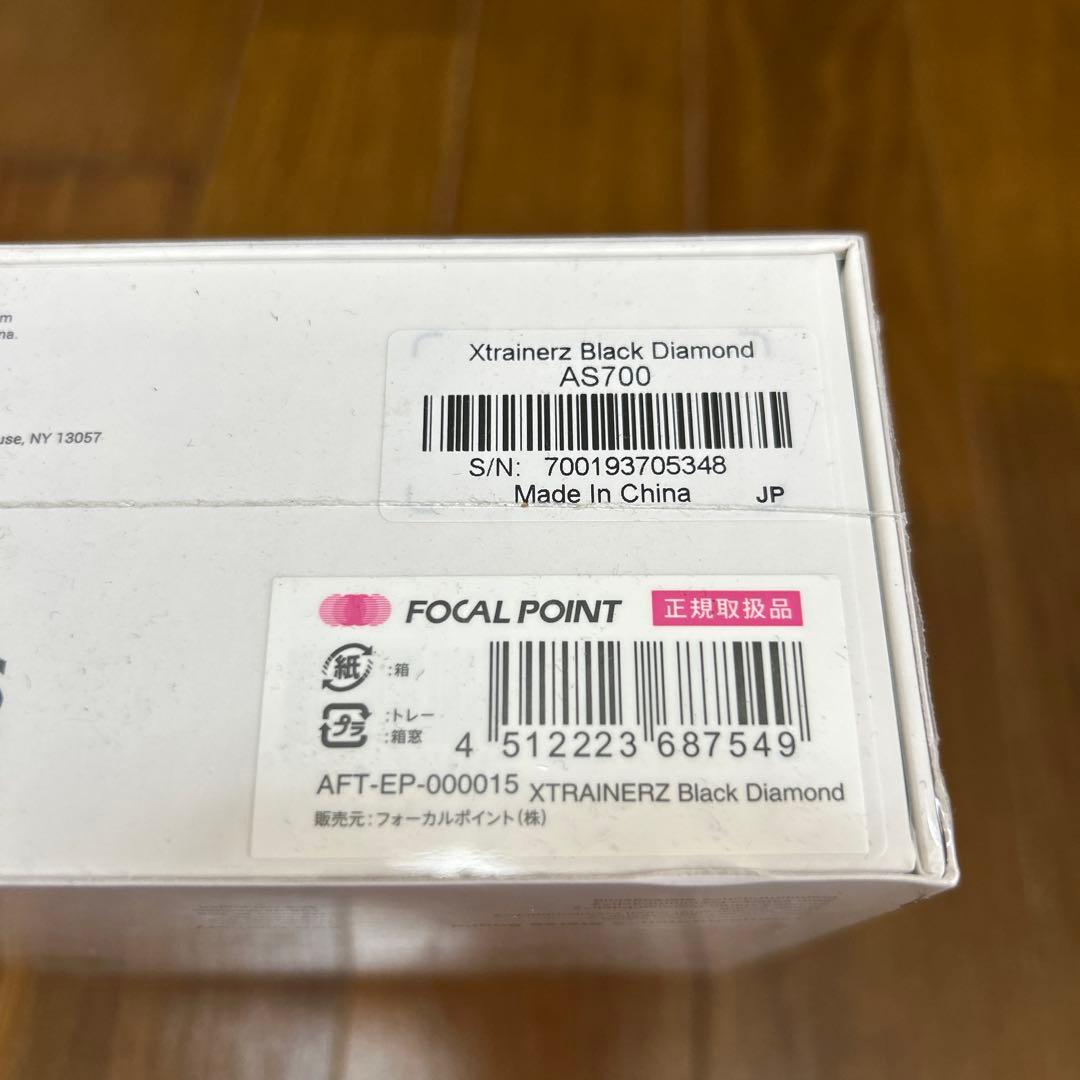 m
na.
use, NY 13057
Xtrainerz Black Diamond
AS700
S/N: 700193705348
Made In China JP
FOCAL POINT 正規取扱品
紙 :箱
プラ :トレー
:箱窓
4 512223 687549
AFT-EP-000015 XTRAINERZ Black Diamond
販売元:フォーカルポイント(株)